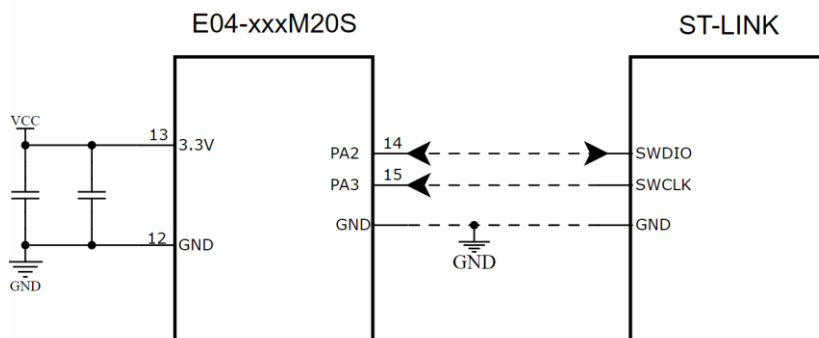 E04-xxxM20S
ST-LINK
VCC
13
3.3V
14
PA2
SWDIO
15
PA3
SWCLK
GND
GND
12
GND
GND
GND